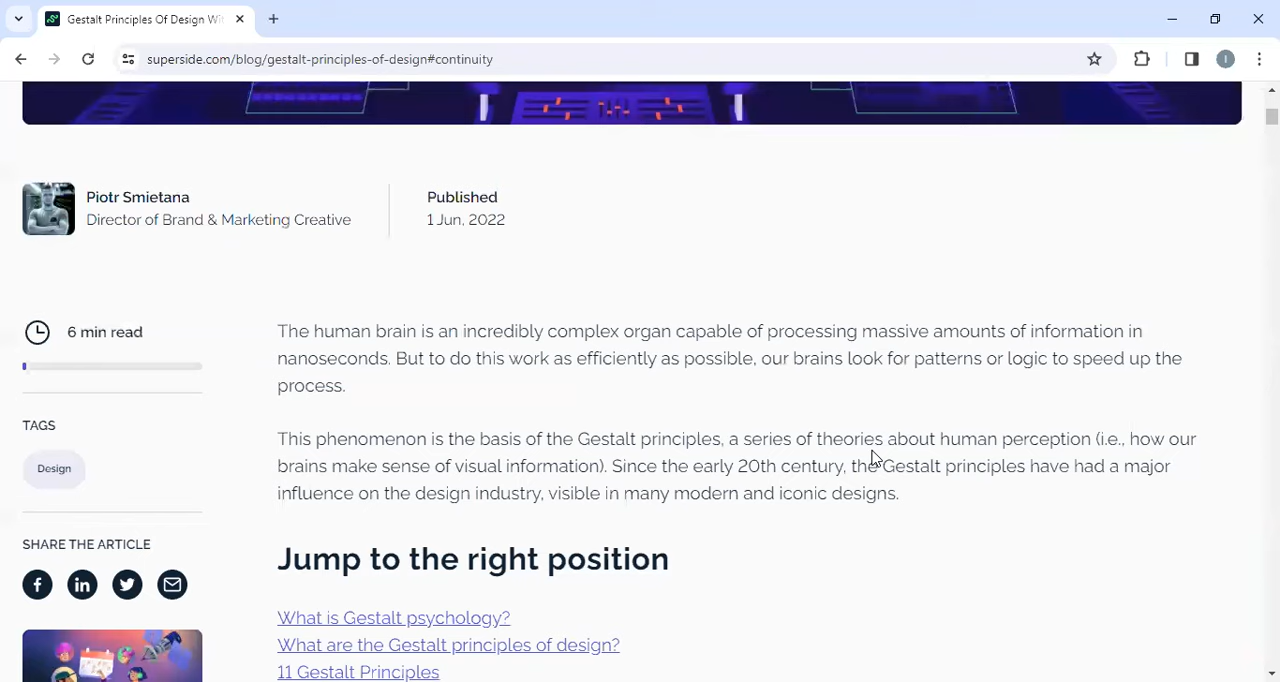 Gestalt Principles Of Design Wit
superside.com/blog/gestalt-principles-of-design#continuity
I
Piotr Smietana
Director of Brand & Marketing Creative
Published
1 Jun, 2022
6 min read
The human brain is an incredibly complex organ capable of processing massive amounts of information in
nanoseconds. But to do this work as efficiently as possible, our brains look for patterns or logic to speed up the
process.
TAGS
Design
This phenomenon is the basis of the Gestalt principles, a series of theories about human perception (i.e., how our
brains make sense of visual information). Since the early 20th century, the Gestalt principles have had a major
influence on the design industry, visible in many modern and iconic designs.
SHARE THE ARTICLE
Jump to the right position
What is Gestalt psychology?
What are the Gestalt principles of design?
11 Gestalt Principles